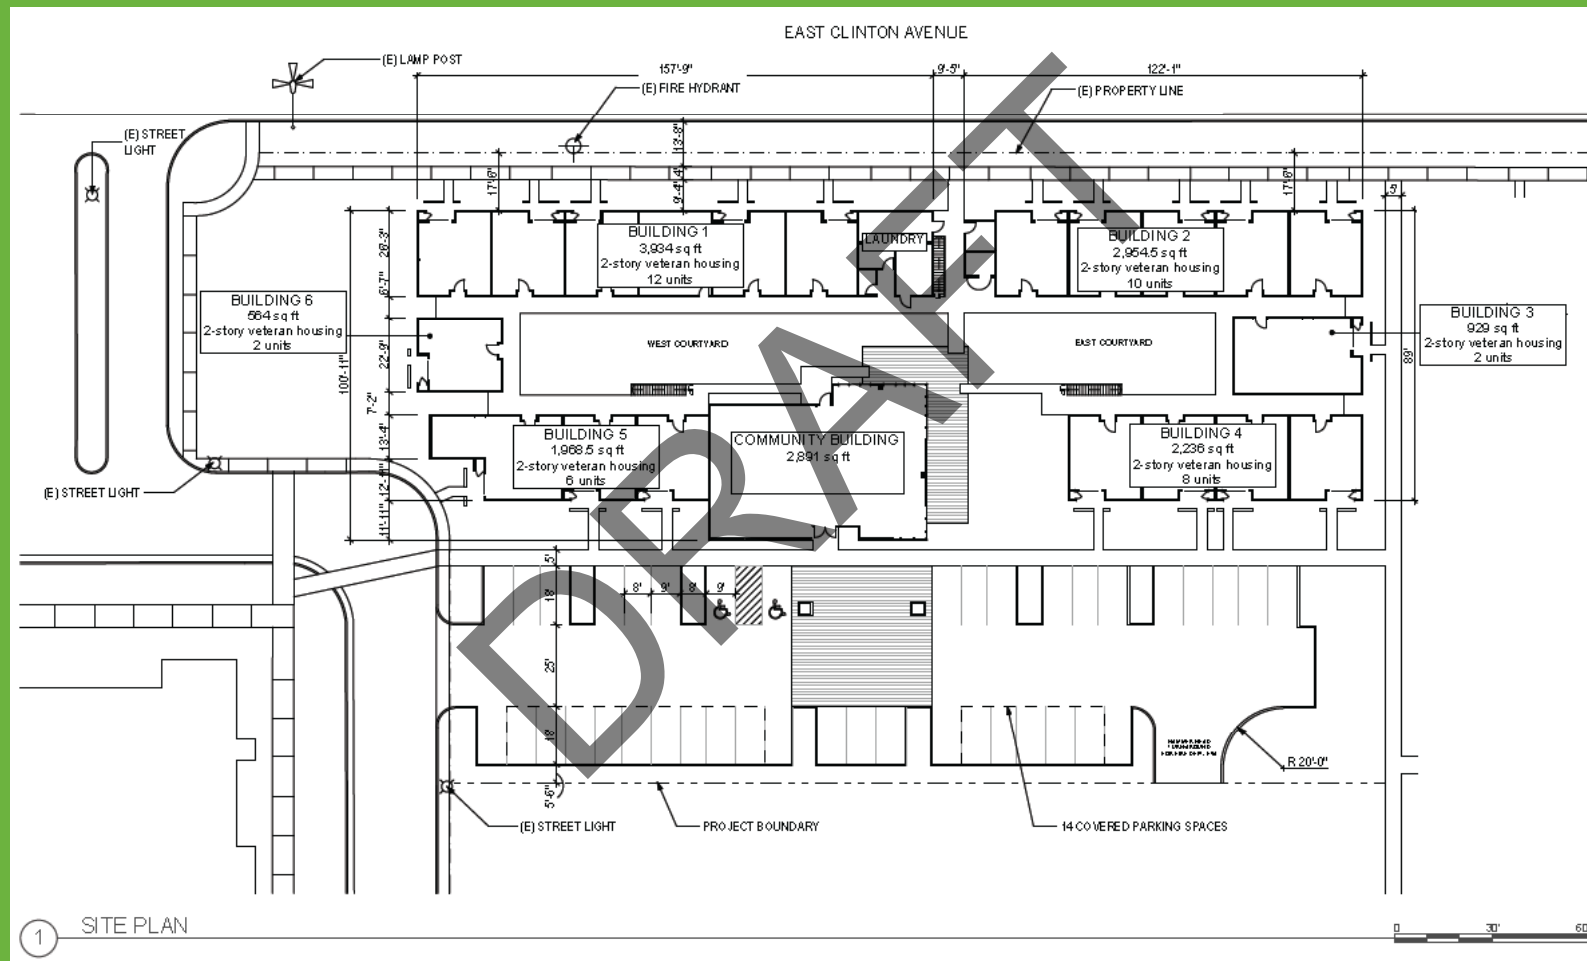 EAST CLINTON AVENUE
(E) LAMP POST
157'-9"
9'-5"
122'-1"
(E) FIRE HYDRANT
(E) PROPERTY LINE
(E) STREET
LIGHT
13'-8"
4'
9'-4"
17'-6"
17'-6"
5'
BUILDING 1
3,934 sq ft
2-story veteran housing
12 units
LAUNDRY
BUILDING 2
2,954.5 sq ft
2-story veteran housing
10 units
26'-3"
6'-7"
BUILDING 6
564 sq ft
2-story veteran housing
2 units
BUILDING 3
929 sq ft
2-story veteran housing
2 units
WEST COURTYARD
EAST COURTYARD
22'-9"
100'-11"
89'
7'-2"
13'-4"
BUILDING 5
1,968.5 sq ft
2-story veteran housing
6 units
COMMUNITY BUILDING
2,891 sq ft
BUILDING 4
2,236 sq ft
2-story veteran housing
8 units
12'-11"
11'-11"
(E) STREET LIGHT
5'
18'
8'
9'
8'
9'
25'
18'
R 20'-0"
5'-6"
(E) STREET LIGHT
PROJECT BOUNDARY
14 COVERED PARKING SPACES
DRAFT
1
SITE PLAN
0
30'